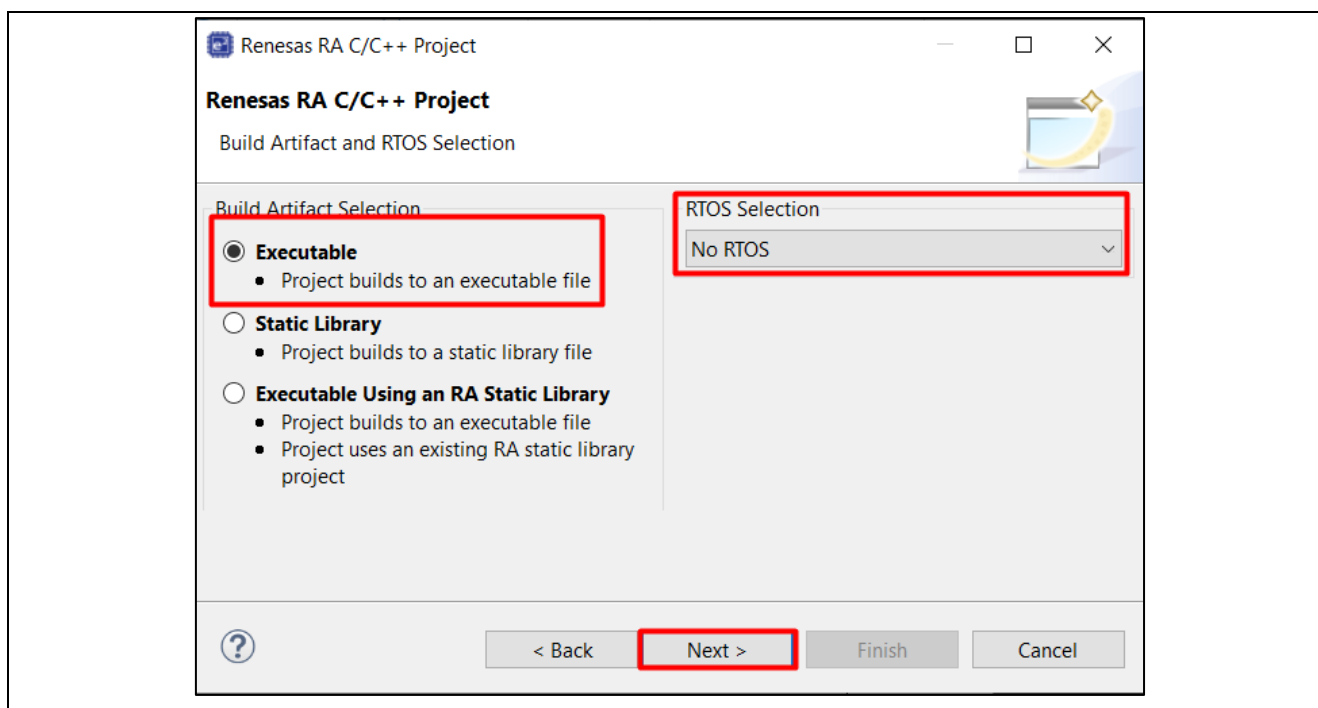 Renesas RA C/C++ Project
Renesas RA C/C++ Project
Build Artifact and RTOS Selection
Build Artifact Selection
Executable
• Project builds to an executable file
Static Library
• Project builds to a static library file
Executable Using an RA Static Library
• Project builds to an executable file
• Project uses an existing RA static library
project
RTOS Selection
No RTOS
?
< Back
Next >
Finish
Cancel